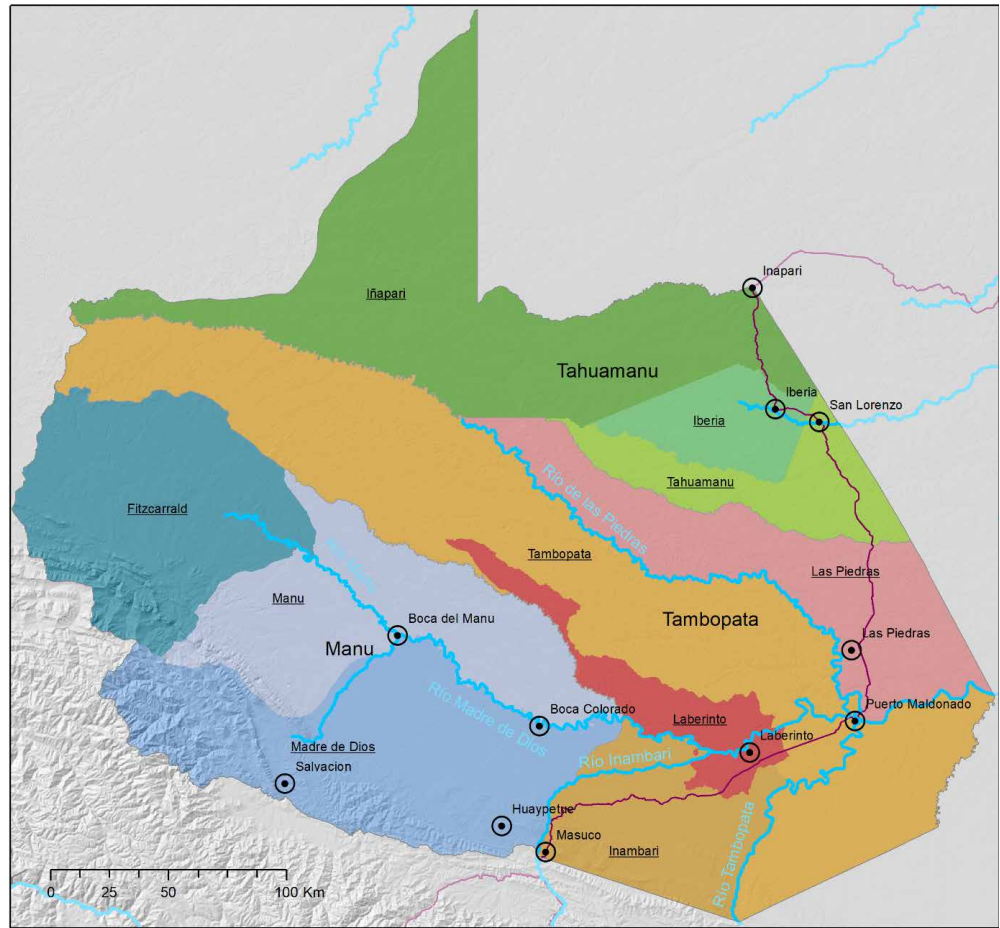 Inapari
Iñapari
Tahuamanu
Iberia
San Lorenzo
Iberia
Tahuamanu
Río de las Piedras
Fitzcarrald
Tambopata
Las Piedras
Manu
Tambopata
Boca del Manu
Manu
Las Piedras
Río Madre de Dios
Boca Colorado
Laberinto
Puerto Maldonado
Madre de Dios
Río Inambari
Laberinto
Salvacion
Huaypetpe
Masuco
Inambari
Río Tambopata
0 25 50 100 Km